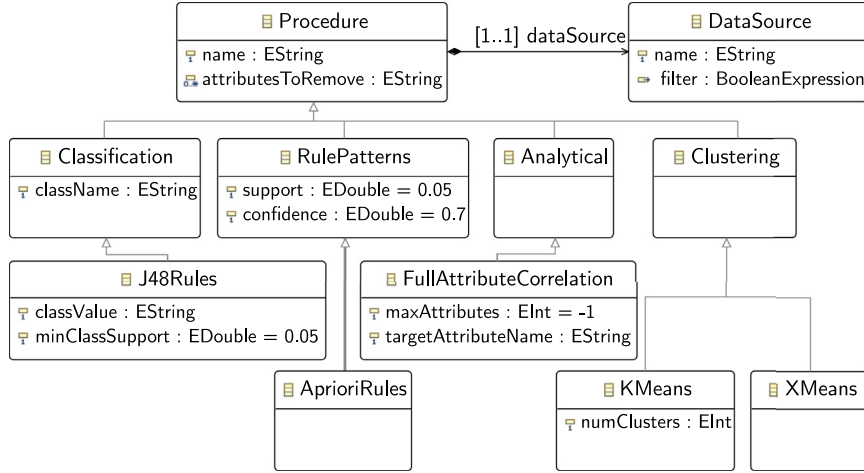 Procedure
name : EString
attributesToRemove : EString
[1..1] dataSource
DataSource
name : EString
filter : BooleanExpression
Classification
className : EString
RulePatterns
support : EDouble = 0.05
confidence : EDouble = 0.7
Analytical
Clustering
J48Rules
classValue : EString
minClassSupport : EDouble = 0.05
FullAttributeCorrelation
maxAttributes : EInt = -1
targetAttributeName : EString
AprioriRules
KMeans
numClusters : EInt
XMeans